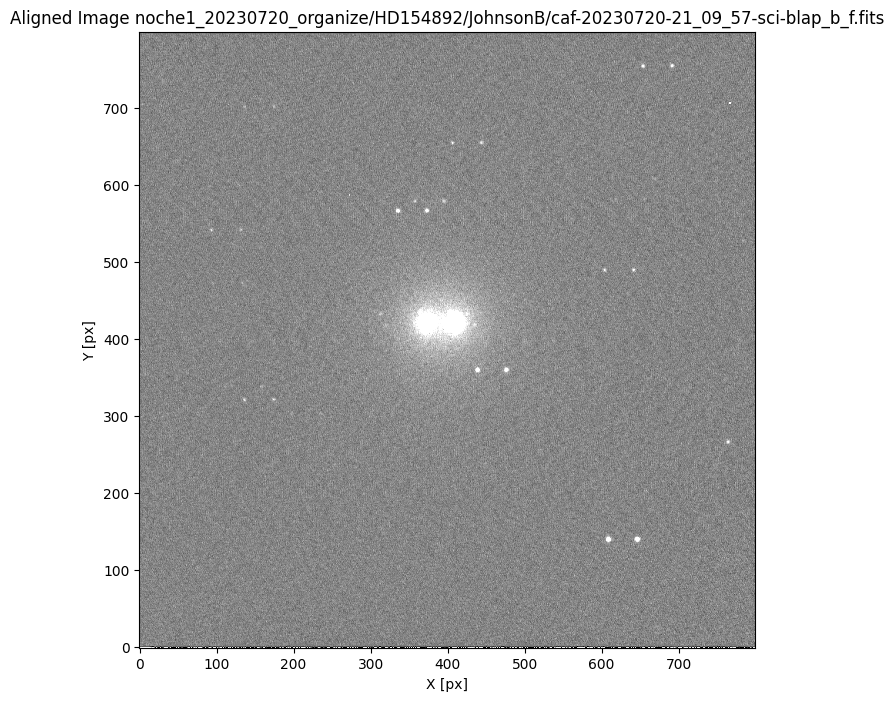 Aligned Image noche1_20230720_organize/HD154892/JohnsonB/caf-20230720-21_09_57-sci-blap_b_f.fits
700
600
500
400
300
200
100
0
Y [px]
0 100 200 300 400 500 600 700
X [px]